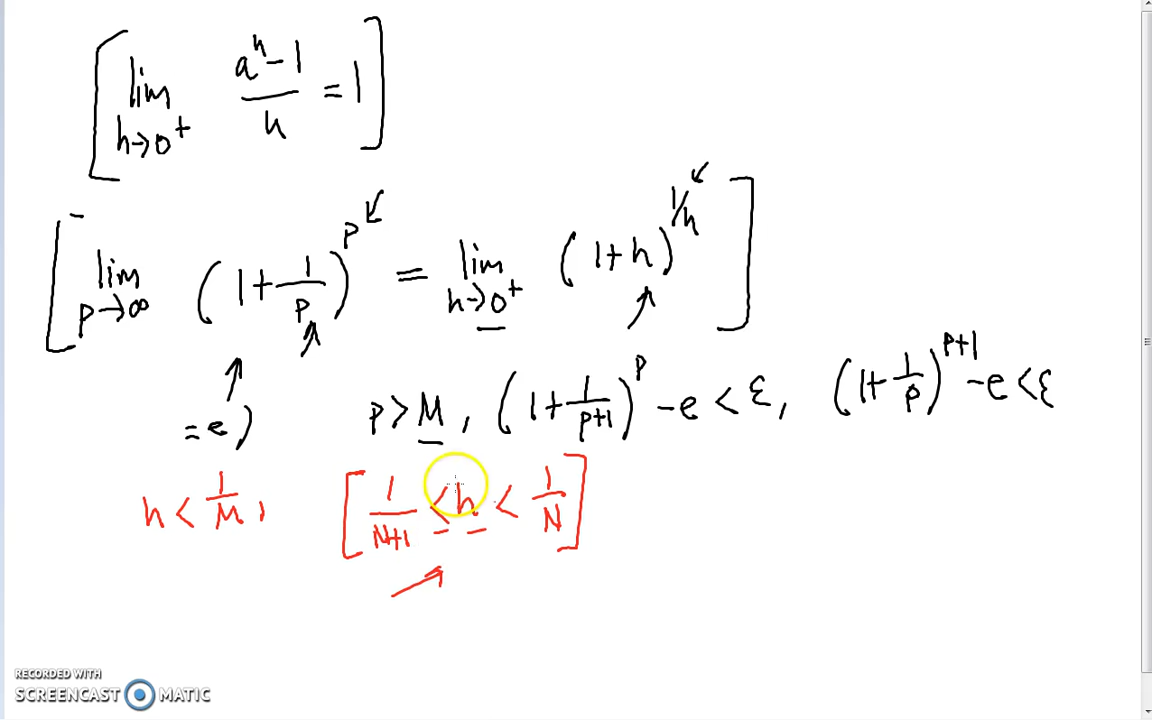 [lim h→0⁺ (aʰ-1)/h = 1]
[lim p→∞ (1+1/p)^p = lim h→0⁺ (1+h)^(1/h)]
= e) p > M, (1+1/(p+1))^p - e < ε, (1+1/p)^(p+1) - e < ε
h < 1/M, [1/(N+1) < h < 1/N]
RECORDED WITH
SCREENCAST MATIC